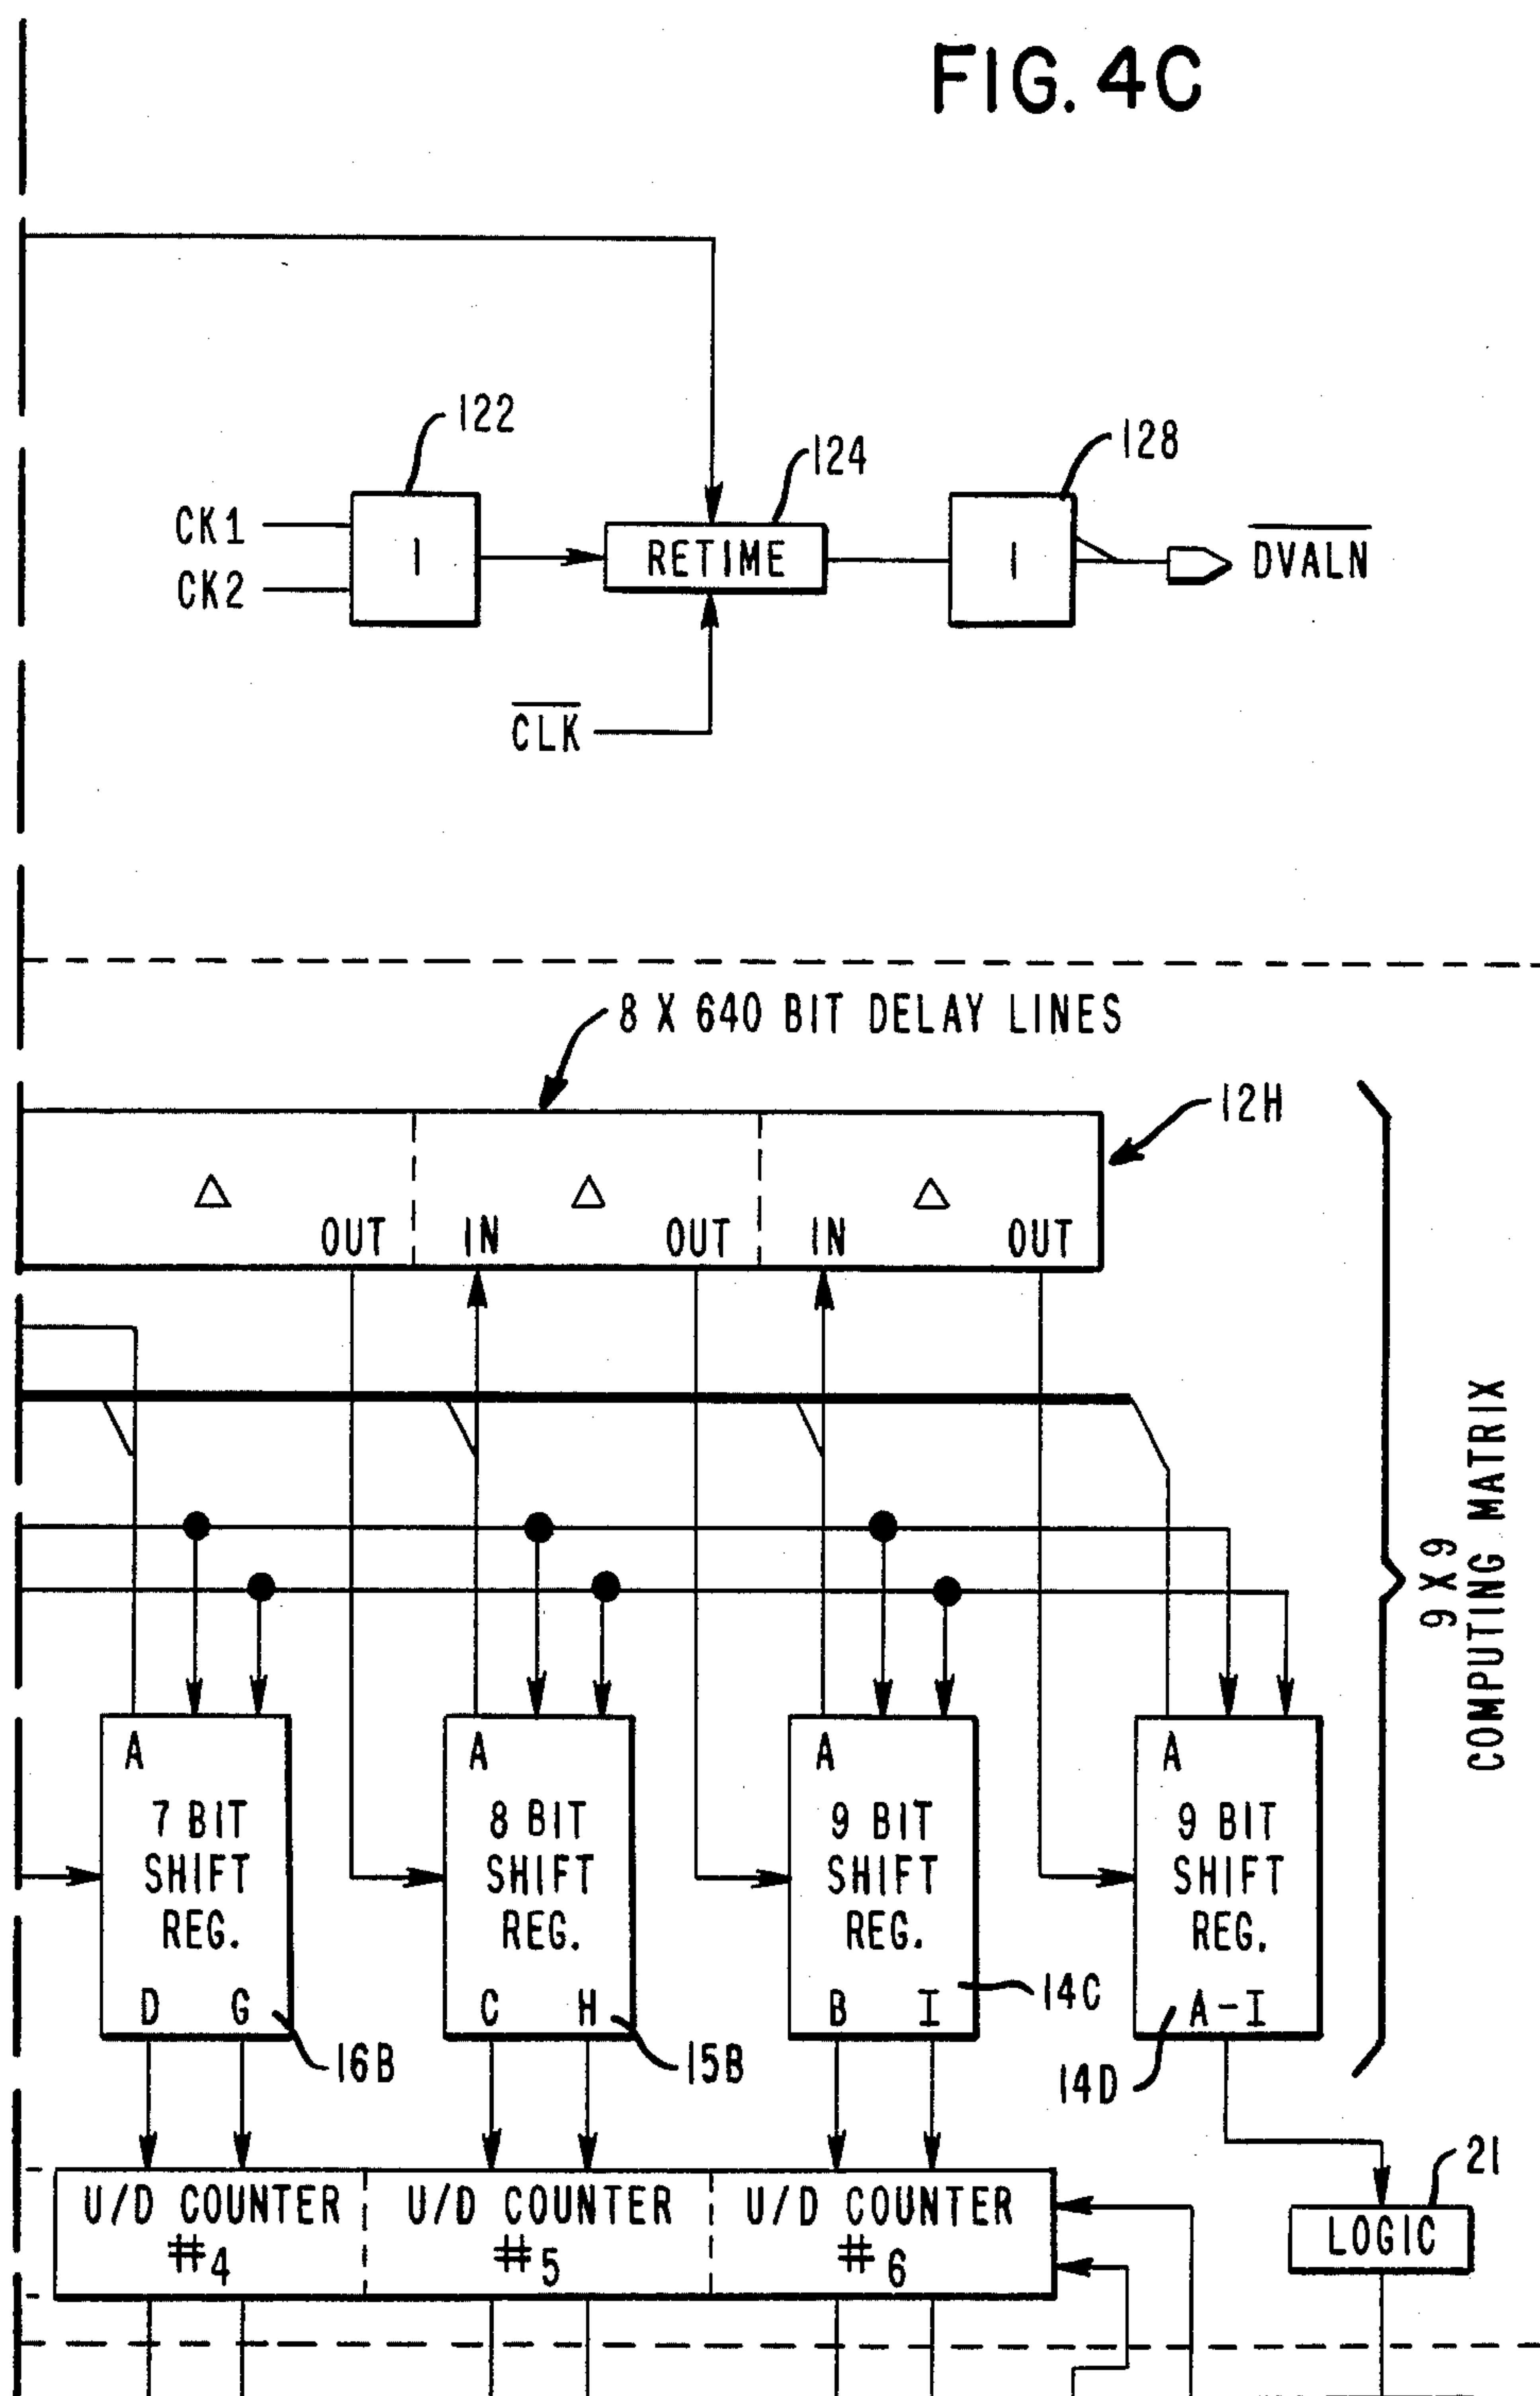 FIG. 4C
122
124
128
CK1
CK2
I
RETIME
I
DVALN
CLK
8 X 640 BIT DELAY LINES
12H
△ △ △
OUT IN OUT IN OUT
9 X 9
COMPUTING MATRIX
A
7 BIT
SHIFT
REG.
D G
16B
A
8 BIT
SHIFT
REG.
C H
15B
A
9 BIT
SHIFT
REG.
B I
14C
A
9 BIT
SHIFT
REG.
A-I
14D
U/D COUNTER
#4
U/D COUNTER
#5
U/D COUNTER
#6
21
LOGIC